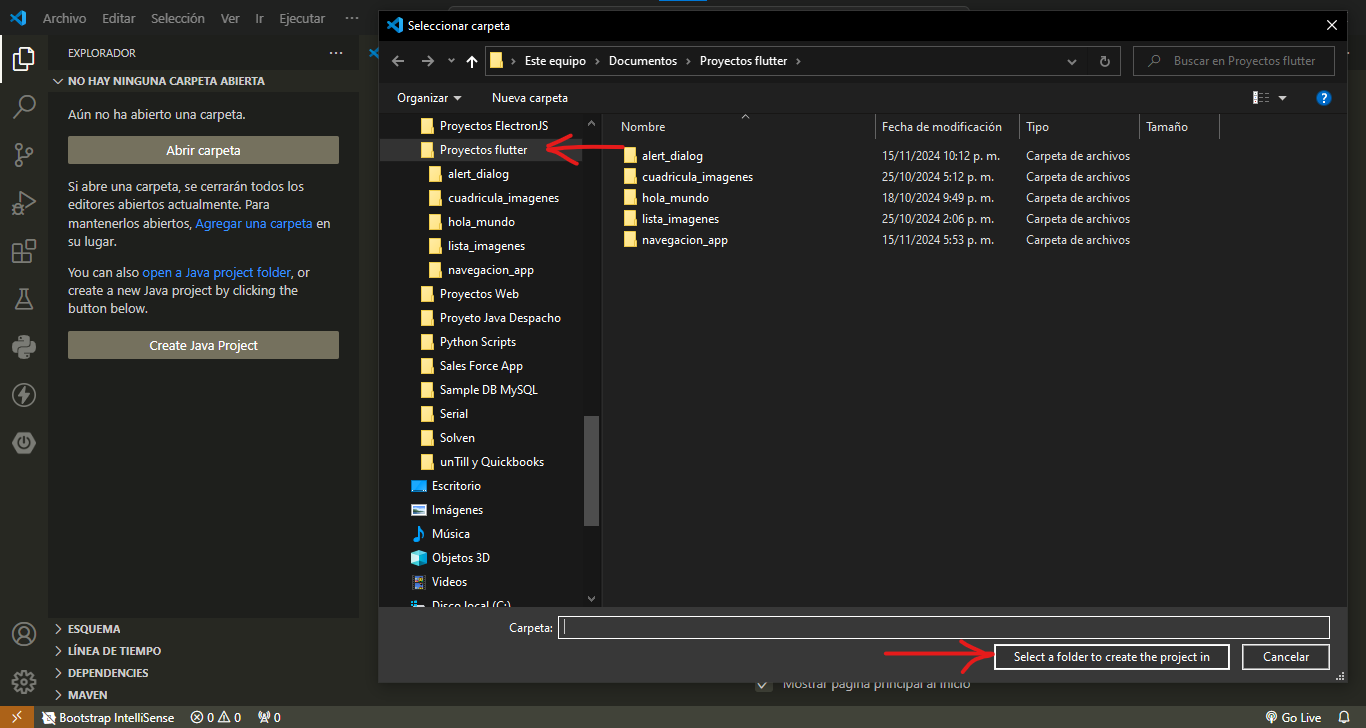 Archivo Editar Selección Ver Ir Ejecutar ···
EXPLORADOR ···
NO HAY NINGUNA CARPETA ABIERTA
Aún no ha abierto una carpeta.
Abrir carpeta
Si abre una carpeta, se cerrarán todos los
editores abiertos actualmente. Para
mantenerlos abiertos, Agregar una carpeta en
su lugar.
You can also open a Java project folder, or
create a new Java project by clicking the
button below.
Create Java Project
ESQUEMA
LÍNEA DE TIEMPO
DEPENDENCIES
MAVEN
Seleccionar carpeta
Este equipo › Documentos › Proyectos flutter ›
Buscar en Proyectos flutter
Organizar Nueva carpeta
Proyectos ElectronJS
Proyectos flutter
alert_dialog
cuadricula_imagenes
hola_mundo
lista_imagenes
navegacion_app
Proyectos Web
Proyeto Java Despacho
Python Scripts
Sales Force App
Sample DB MySQL
Serial
Solven
unTill y Quickbooks
Escritorio
Imágenes
Música
Objetos 3D
Videos
Disco local (C:)
Nombre Fecha de modificación Tipo Tamaño
alert_dialog 15/11/2024 10:12 p. m. Carpeta de archivos
cuadricula_imagenes 25/10/2024 5:12 p. m. Carpeta de archivos
hola_mundo 18/10/2024 9:49 p. m. Carpeta de archivos
lista_imagenes 25/10/2024 2:06 p. m. Carpeta de archivos
navegacion_app 15/11/2024 5:53 p. m. Carpeta de archivos
Carpeta:
Select a folder to create the project in Cancelar
Mostrar página principal al inicio
Bootstrap IntelliSense 0 0 0 Go Live